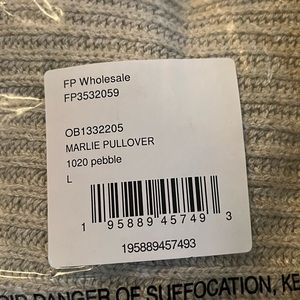 FP Wholesale
FP3532059
OB1332205
MARLIE PULLOVER
1020 pebble
L
1 95889 45749 3
195889457493
DANGER OF SUFFOCATION, KE